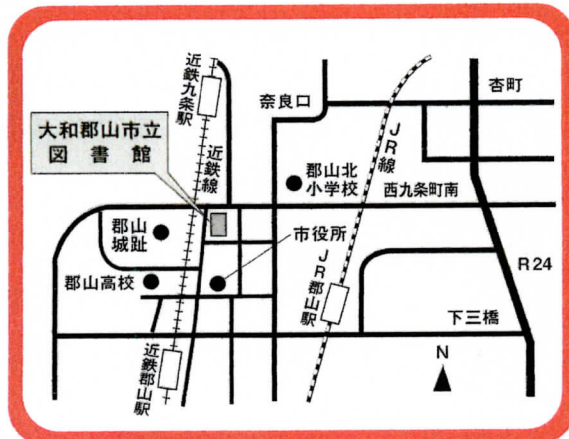 近鉄九条駅
奈良口
杏町
大和郡山市立
図書館
近鉄線
JR線
郡山北
小学校
西九条町南
郡山
城趾
市役所
R24
郡山高校
JR郡山駅
下三橋
近鉄郡山駅
N